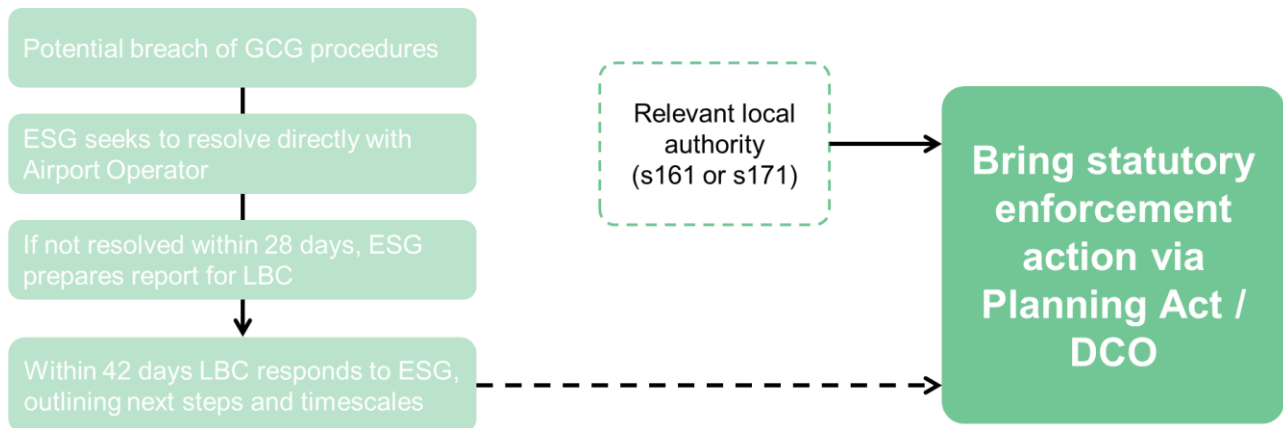 Potential breach of GCG procedures
ESG seeks to resolve directly with
Airport Operator
If not resolved within 28 days, ESG
prepares report for LBC
Within 42 days LBC responds to ESG,
outlining next steps and timescales
Relevant local
authority
(s161 or s171)
Bring statutory
enforcement
action via
Planning Act /
DCO